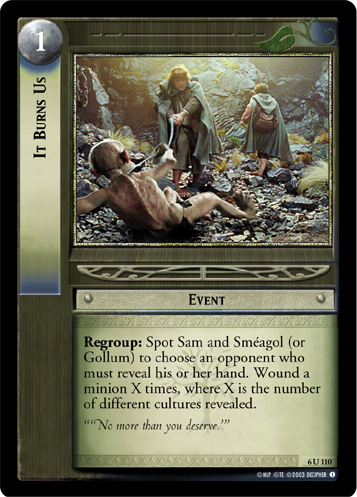 1
It Burns Us
Event
Regroup: Spot Sam and Sméagol (or
Gollum) to choose an opponent who
must reveal his or her hand. Wound a
minion X times, where X is the number
of different cultures revealed.
““No more than you deserve.’”
6 U 110
©NLP ©TE ©2003 DECIPHER